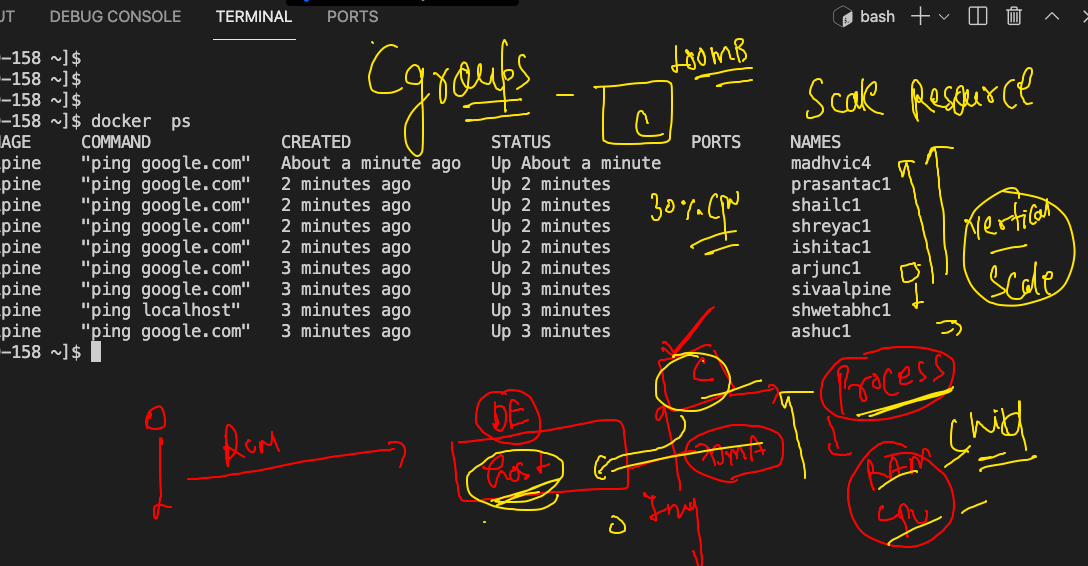 UT DEBUG CONSOLE TERMINAL PORTS bash
-158 ~]$
-158 ~]$
-158 ~]$
-158 ~]$ docker  ps
AGE COMMAND CREATED STATUS PORTS NAMES
pine "ping google.com" About a minute ago Up About a minute madhvic4
pine "ping google.com" 2 minutes ago Up 2 minutes prasantac1
pine "ping google.com" 2 minutes ago Up 2 minutes shailc1
pine "ping google.com" 2 minutes ago Up 2 minutes shreyac1
pine "ping google.com" 2 minutes ago Up 2 minutes ishitac1
pine "ping google.com" 3 minutes ago Up 2 minutes arjunc1
pine "ping google.com" 3 minutes ago Up 3 minutes sivaalpine
pine "ping localhost" 3 minutes ago Up 3 minutes shwetabhc1
pine "ping google.com" 3 minutes ago Up 3 minutes ashuc1
-158 ~]$
Cgroups - C 100MB
Scale Resource
30% CPU
Vertical
Scale
Run
DE
host
C
Process
Child
RAM
CPU
Img